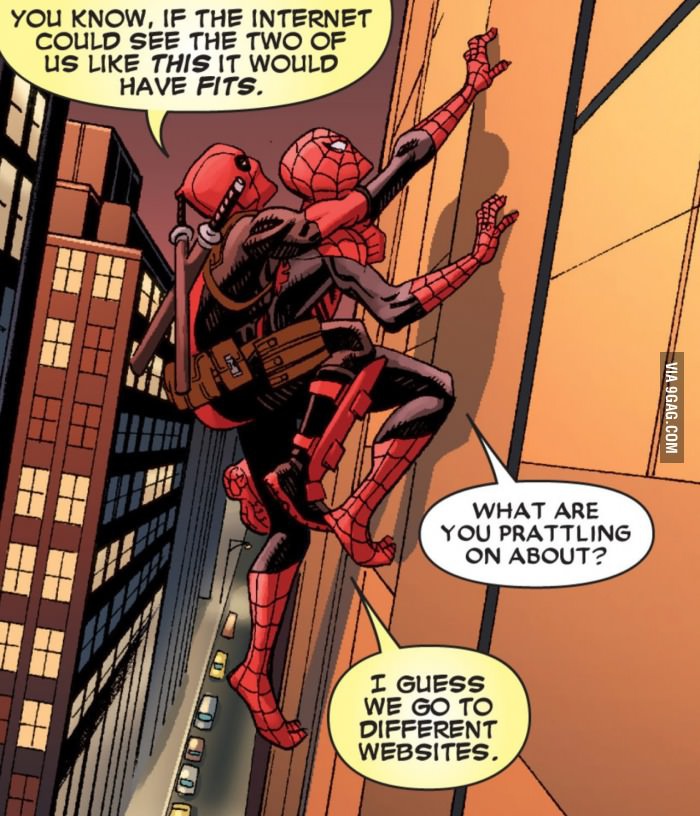 YOU KNOW, IF THE INTERNET
COULD SEE THE TWO OF
US LIKE THIS IT WOULD
HAVE FITS.
WHAT ARE
YOU PRATTLING
ON ABOUT?
I GUESS
WE GO TO
DIFFERENT
WEBSITES.
VIA 9GAG.COM